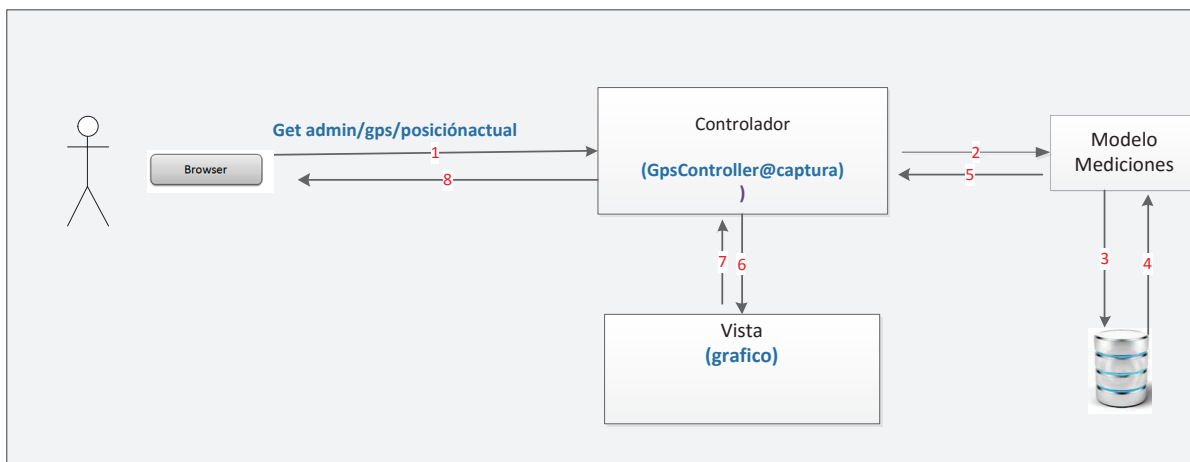 Get admin/gps/posiciónactual
Browser
1
8
Controlador
(GpsController@captura)
)
2
5
Modelo
Mediciones
7
6
3
4
Vista
(grafico)